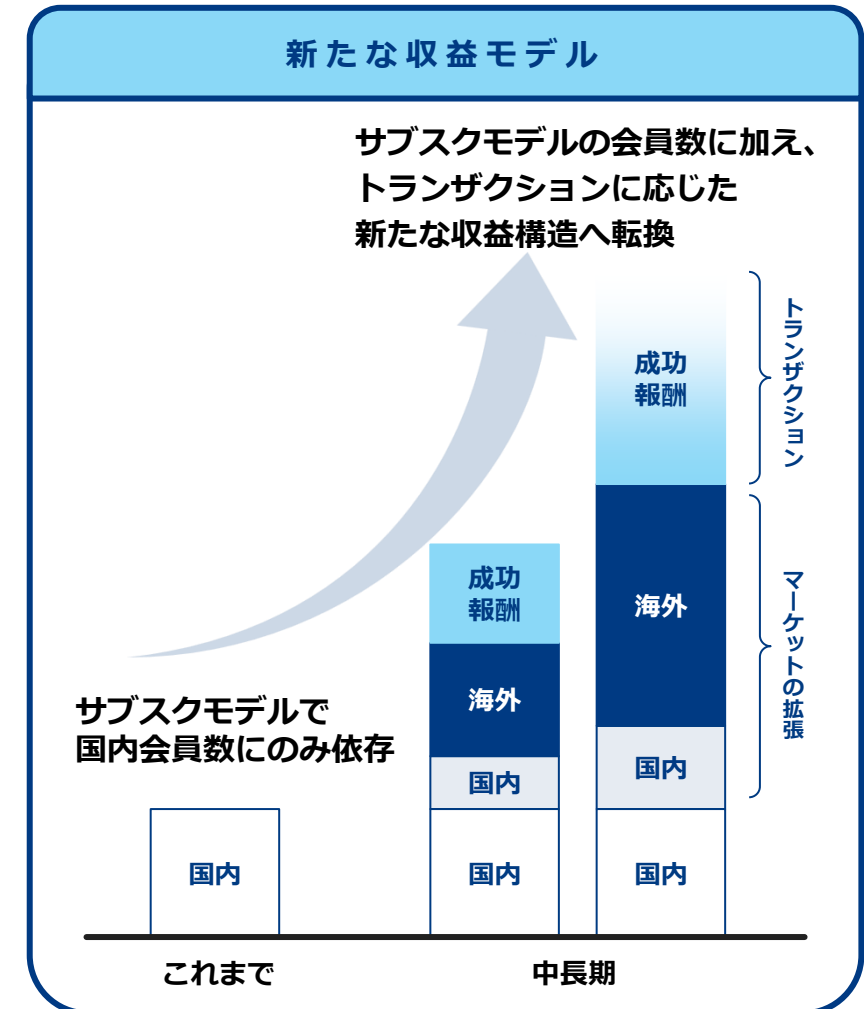 新たな収益モデル
サブスクモデルの会員数に加え、
トランザクションに応じた
新たな収益構造へ転換
成功
報酬
トランザクション
成功
報酬
海外
海外
マーケットの拡張
サブスクモデルで
国内会員数にのみ依存
国内
国内
国内
国内
国内
これまで
中長期